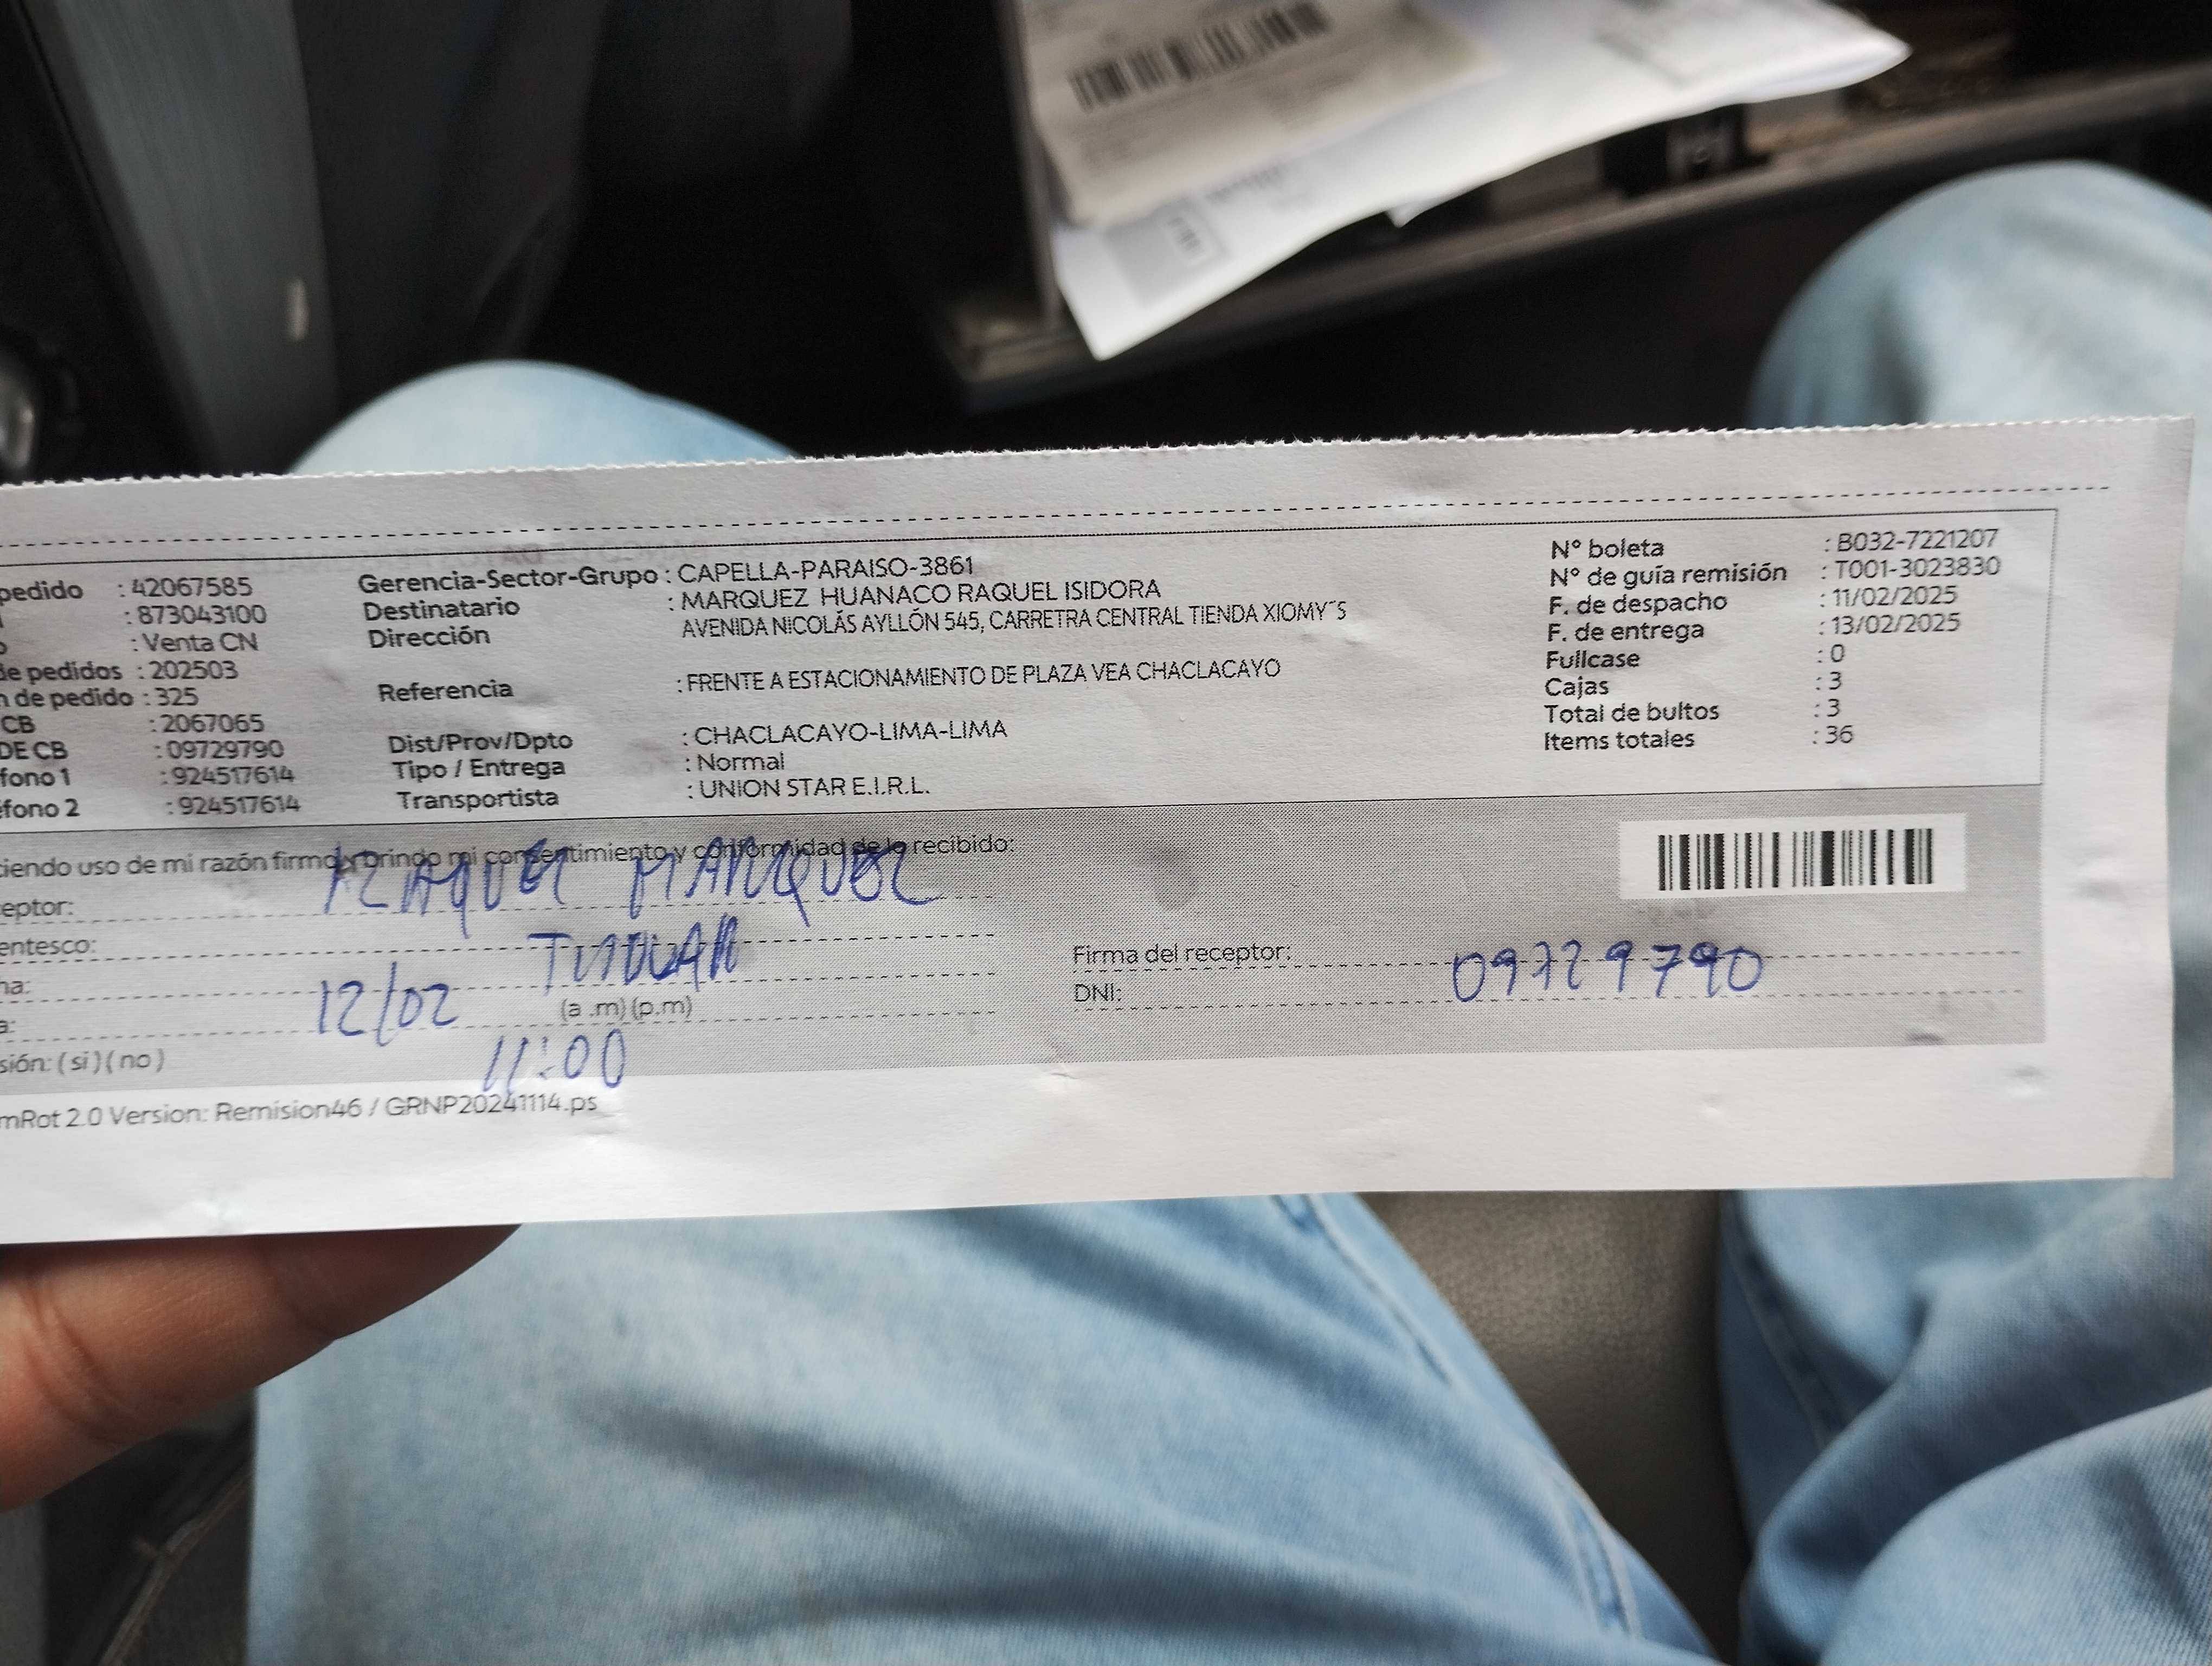 pedido : 42067585 Gerencia-Sector-Grupo : CAPELLA-PARAISO-3861 N° boleta : B032-7221207
: 873043100 Destinatario : MARQUEZ HUANACO RAQUEL ISIDORA N° de guía remisión : T001-3023830
: Venta CN Dirección AVENIDA NICOLÁS AYLLÓN 545, CARRETRA CENTRAL TIENDA XIOMY´S F. de despacho : 11/02/2025
de pedidos : 202503 F. de entrega : 13/02/2025
n de pedido : 325 Referencia : FRENTE A ESTACIONAMIENTO DE PLAZA VEA CHACLACAYO Fullcase : 0
CB : 2067065 Cajas : 3
DE CB : 09729790 Dist/Prov/Dpto : CHACLACAYO-LIMA-LIMA Total de bultos : 3
fono 1 : 924517614 Tipo / Entrega : Normal Items totales : 36
éfono 2 : 924517614 Transportista : UNION STAR E.I.R.L.
ciendo uso de mi razón firmo y brindo mi consentimiento y conformidad de lo recibido:
eptor: RAQUEL MARQUEZ
entesco: TITULAR
na: 12/02
a: (a .m) (p.m) 11:00
Firma del receptor:
DNI: 09729790
sión: ( si ) ( no )
mRot 2.0 Version: Remision46 / GRNP20241114.ps